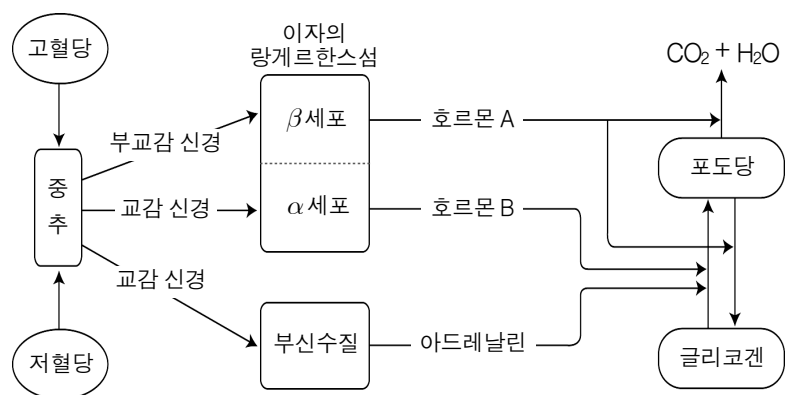 고혈당
이자의
랑게르한스섬
CO₂ + H₂O
부교감 신경
β세포
호르몬 A
포도당
중
추
교감 신경
α세포
호르몬 B
교감 신경
저혈당
부신수질
아드레날린
글리코겐